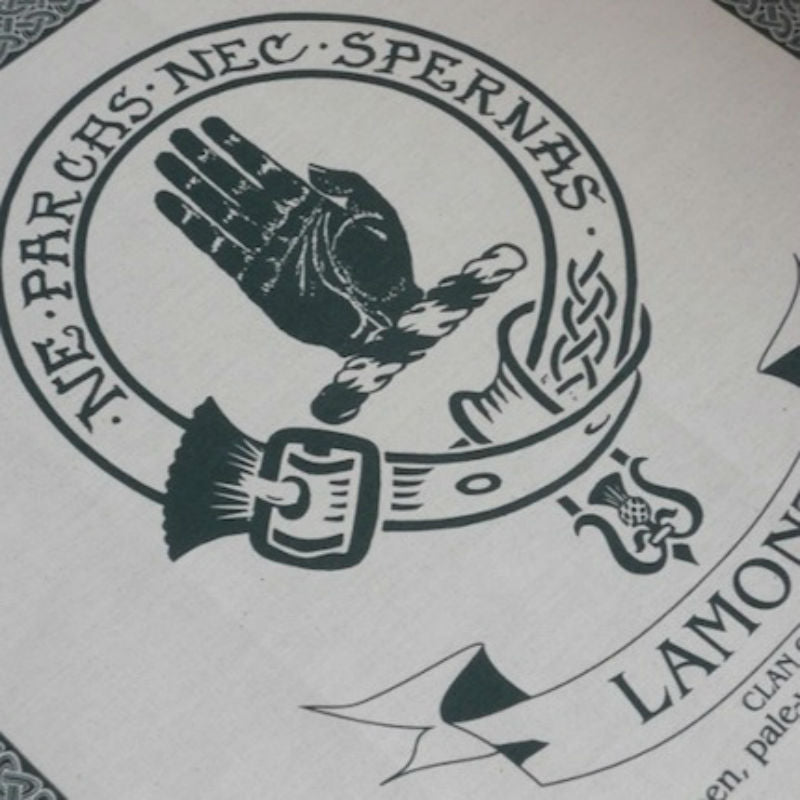 · NE · PARCAS · NEC · SPERNAS ·
LAMON
CLAN
en, pale-